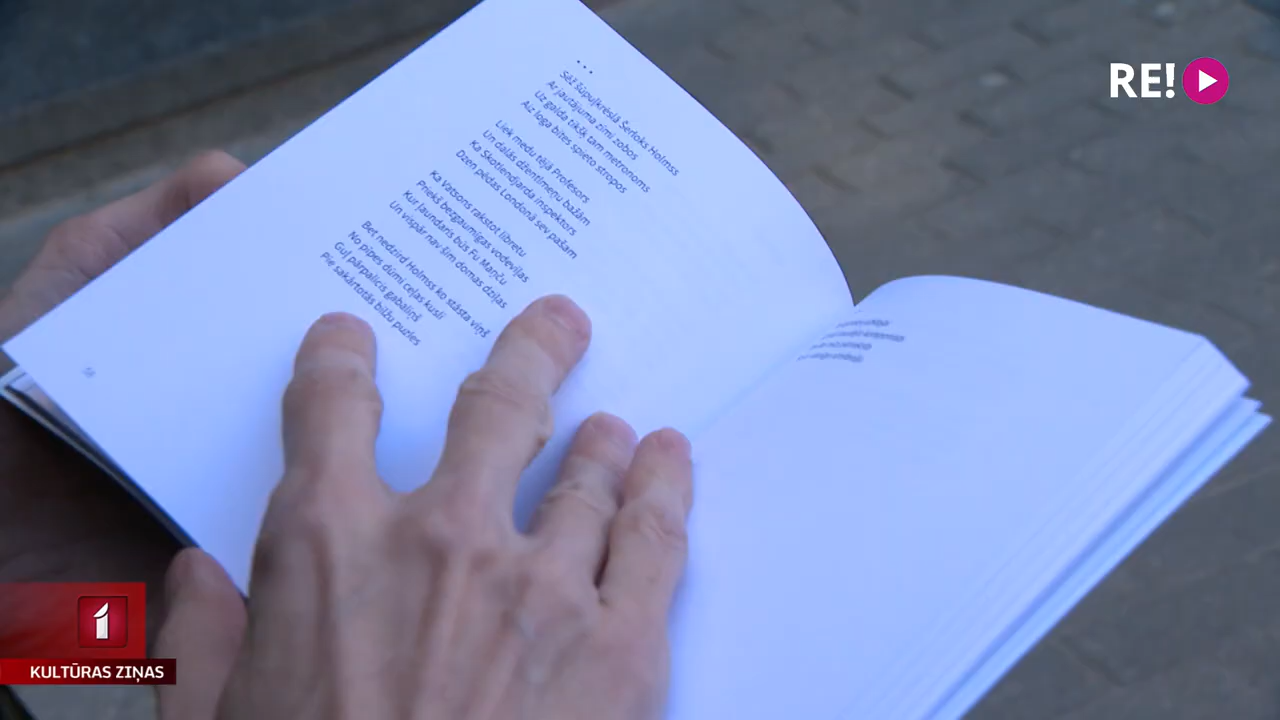 RE!
•••
Sēž šūpuļkrēslā Šerloks Holmss
Ar jautājuma zīmi zobos
Uz galda tikšķ tam metronoms
Aiz loga bites spieto stropos
Liek medu tējā Profesors
Un dalās džentlmeņu bažām
Ka Skotlendjarda inspektors
Dzen pēdas Londonā sev pašam
Ka Vatsons rakstot libretu
Priekš bezgaumīgas vodeviļas
Kur ļaundaris būs Fu Manču
Un vispār nav šīm domas dziļas
Bet nedzird Holmss ko stāsta viņš
No pīpes dūmi ceļas kusli
Guļ pārpalicis gabaliņš
Pie sakārtotās bilžu puzles
1
KULTŪRAS ZIŅAS